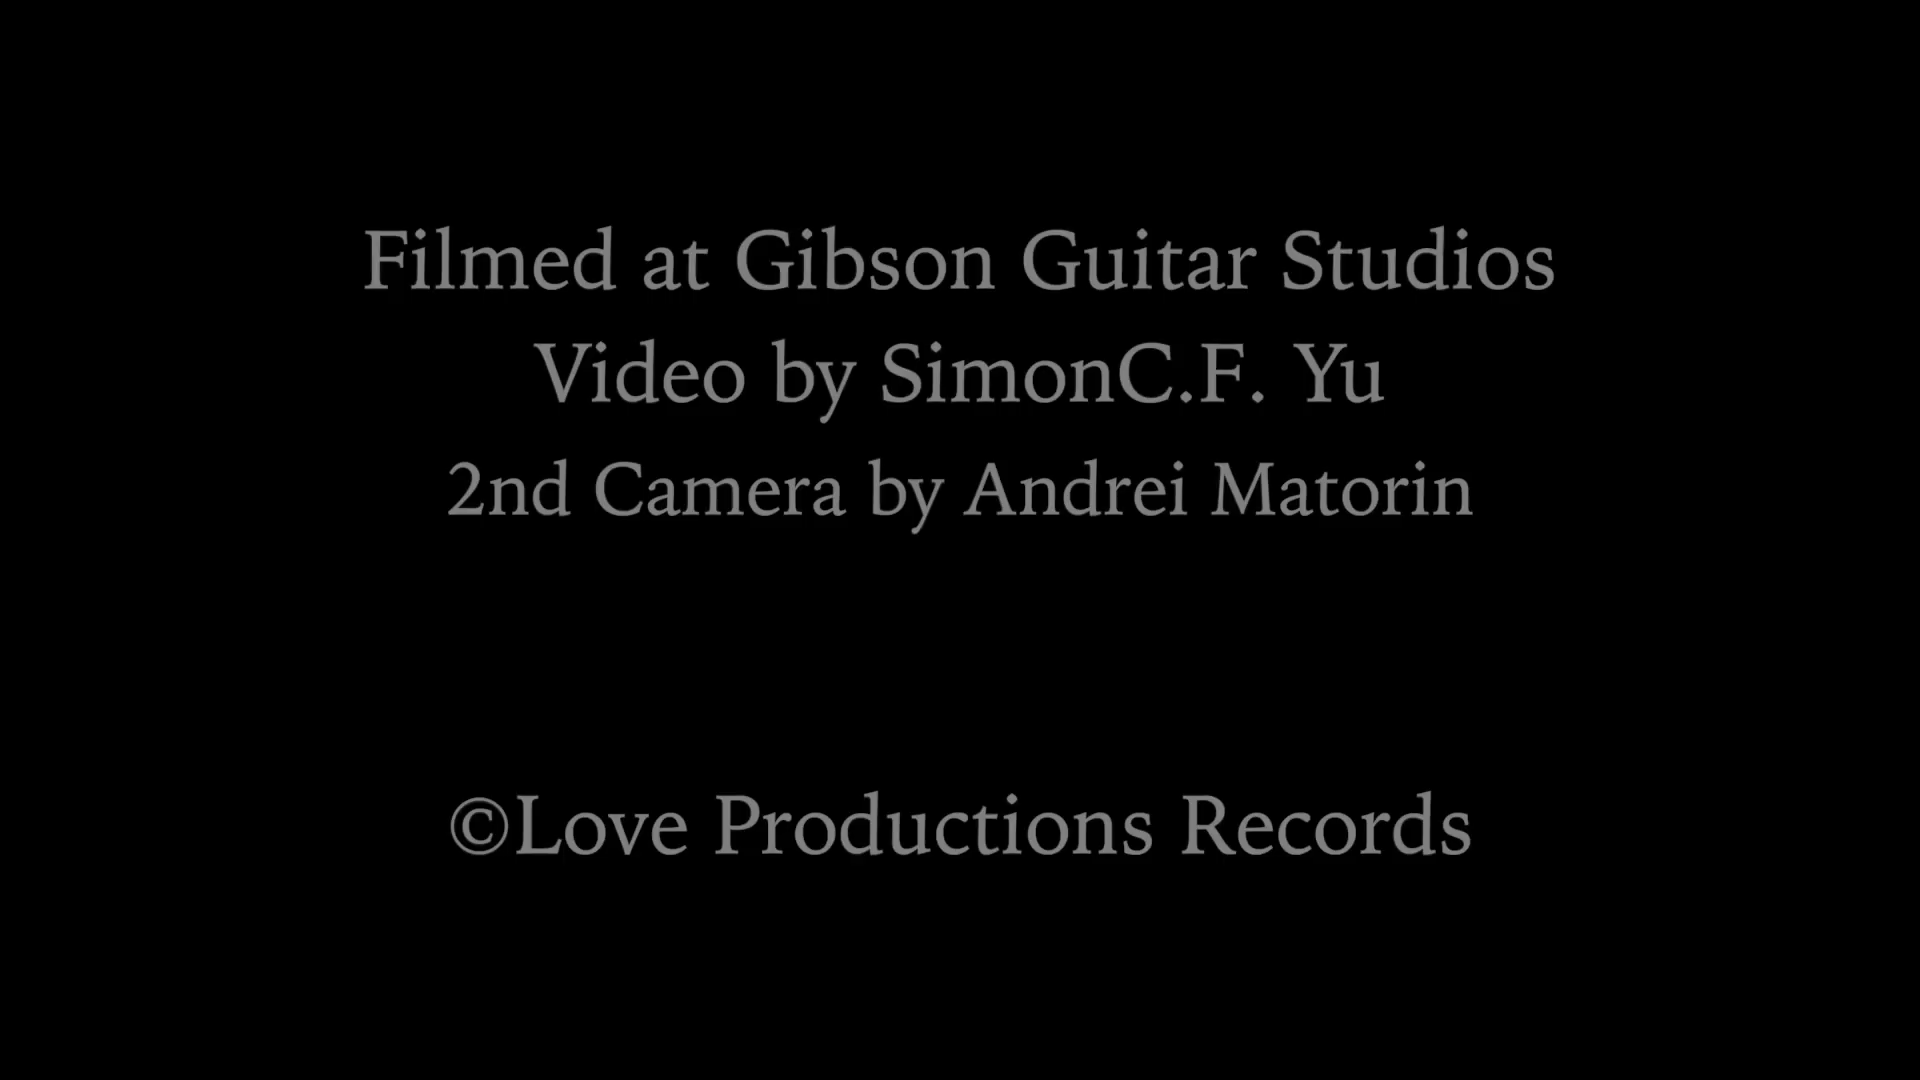 Filmed at Gibson Guitar Studios
Video by SimonC.F. Yu
2nd Camera by Andrei Matorin
©Love Productions Records